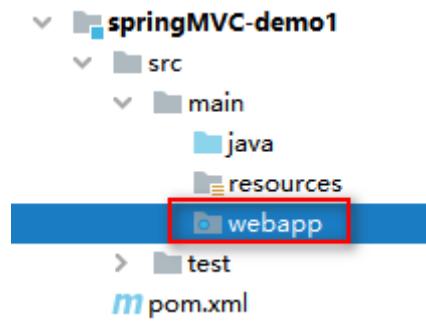 springMVC-demo1
src
main
java
resources
webapp
test
pom.xml